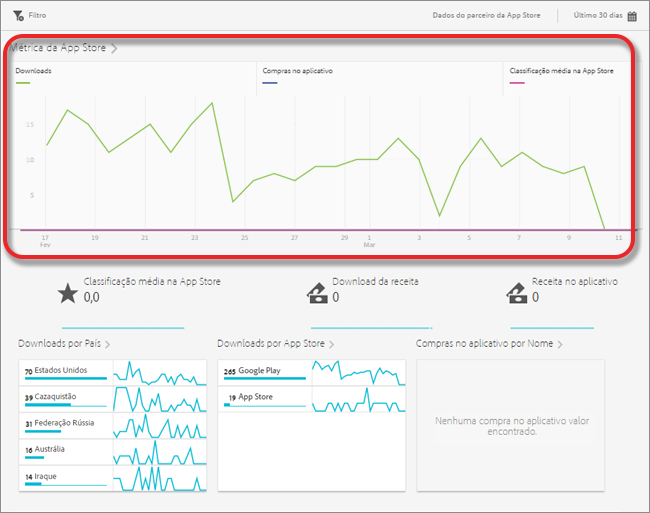 Filtro
Dados do parceiro da App Store
Último 30 dias
Métrica da App Store
Downloads
Compras no aplicativo
Classificação média na App Store
15
10
5
17 19 21 23 25 27 29 1 3 5 7 9 11
Fev Mar
Classificação média na App Store
0,0
Download da receita
0
Receita no aplicativo
0
Downloads por País
70 Estados Unidos
39 Cazaquistão
31 Federação Rússia
16 Austrália
14 Iraque
Downloads por App Store
265 Google Play
19 App Store
Compras no aplicativo por Nome
Nenhuma compra no aplicativo valor
encontrado.